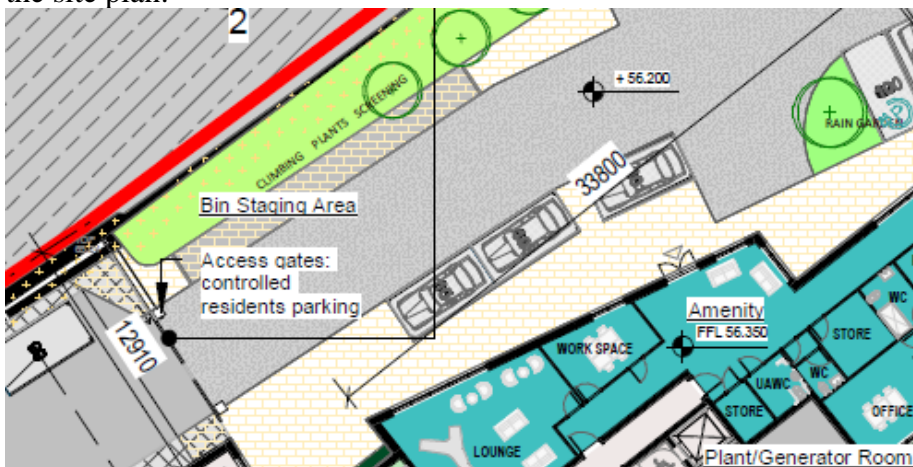 the site plan.
2
+ 56.200
CLIMBING PLANTS SCREENING
RAIN GARDEN
33800
Bin Staging Area
Access gates:
controlled
residents parking
12910
Amenity
FFL 56.350
WC
STORE
WORK SPACE
UAWC
WC
STORE
OFFICE
LOUNGE
Plant/Generator Room